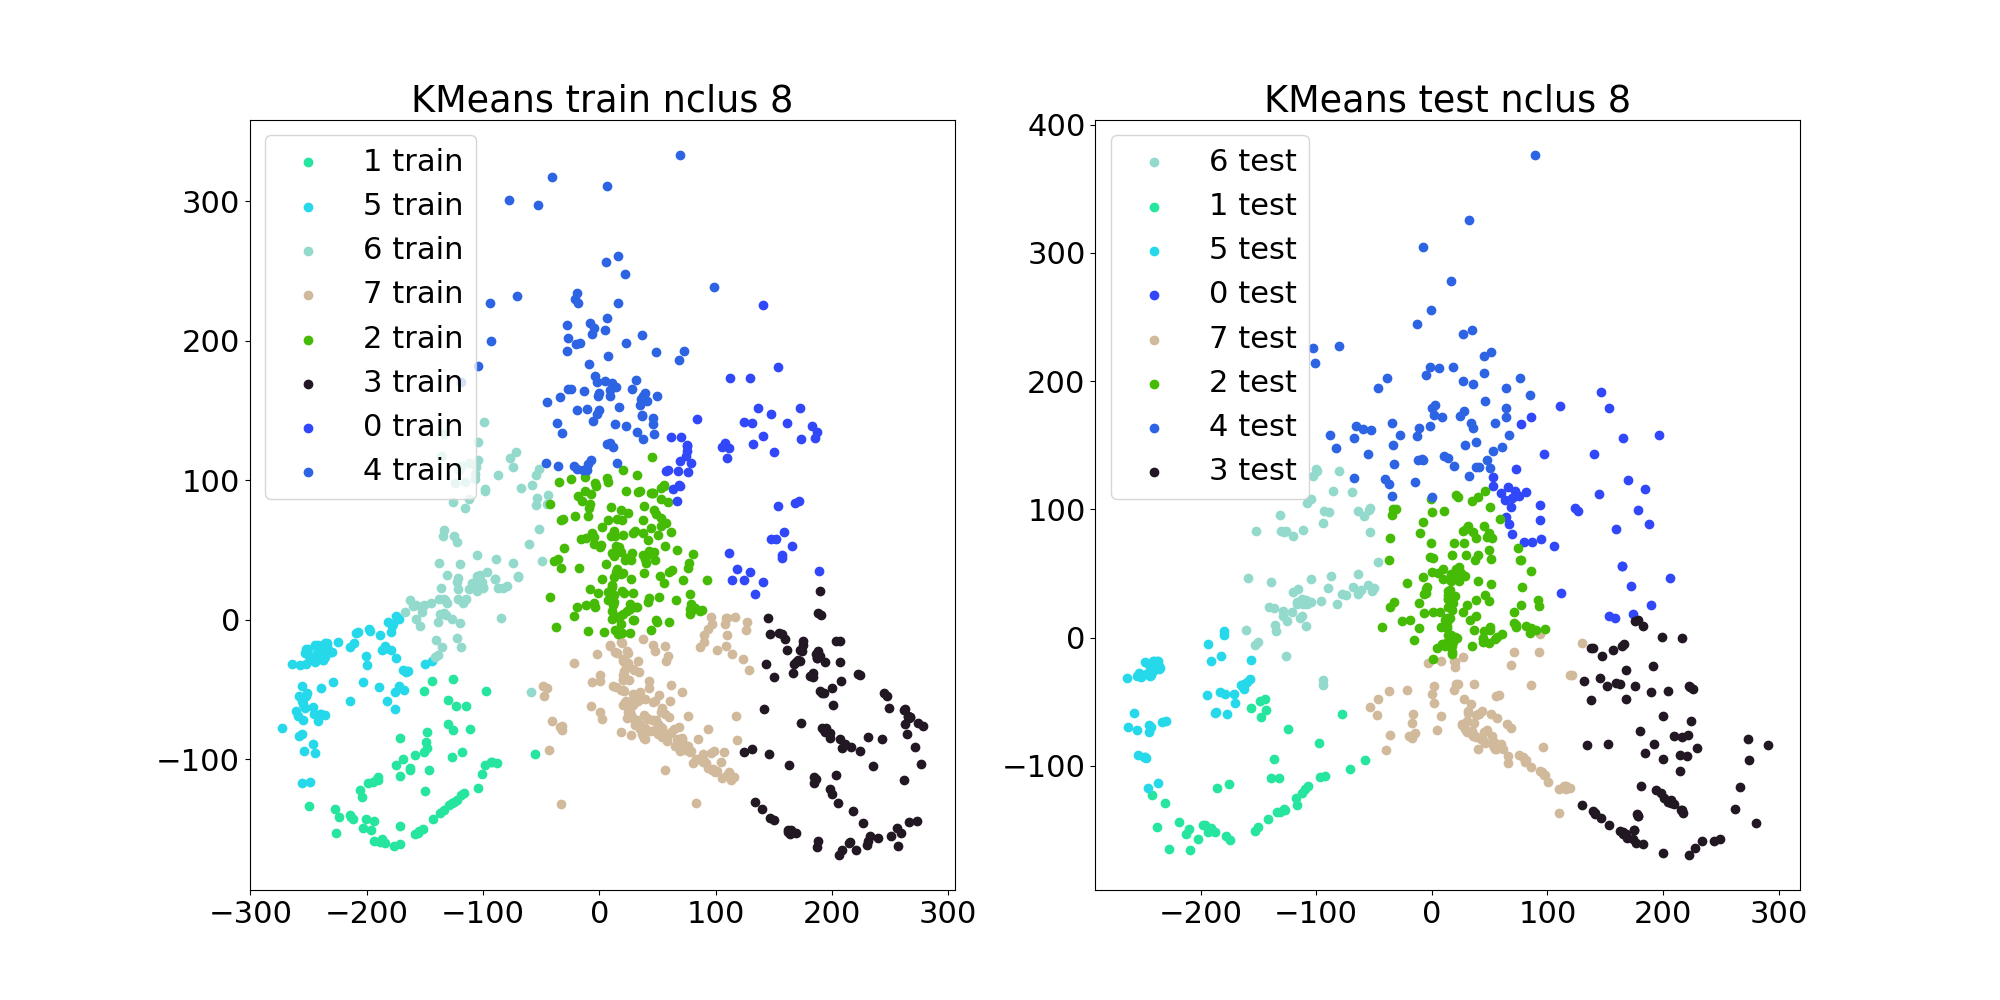 KMeans train nclus 8
1 train
5 train
6 train
7 train
2 train
3 train
0 train
4 train
300
200
100
0
−100
−300
−200
−100
0
100
200
300
KMeans test nclus 8
6 test
1 test
5 test
0 test
7 test
2 test
4 test
3 test
400
300
200
100
0
−100
−200
−100
0
100
200
300